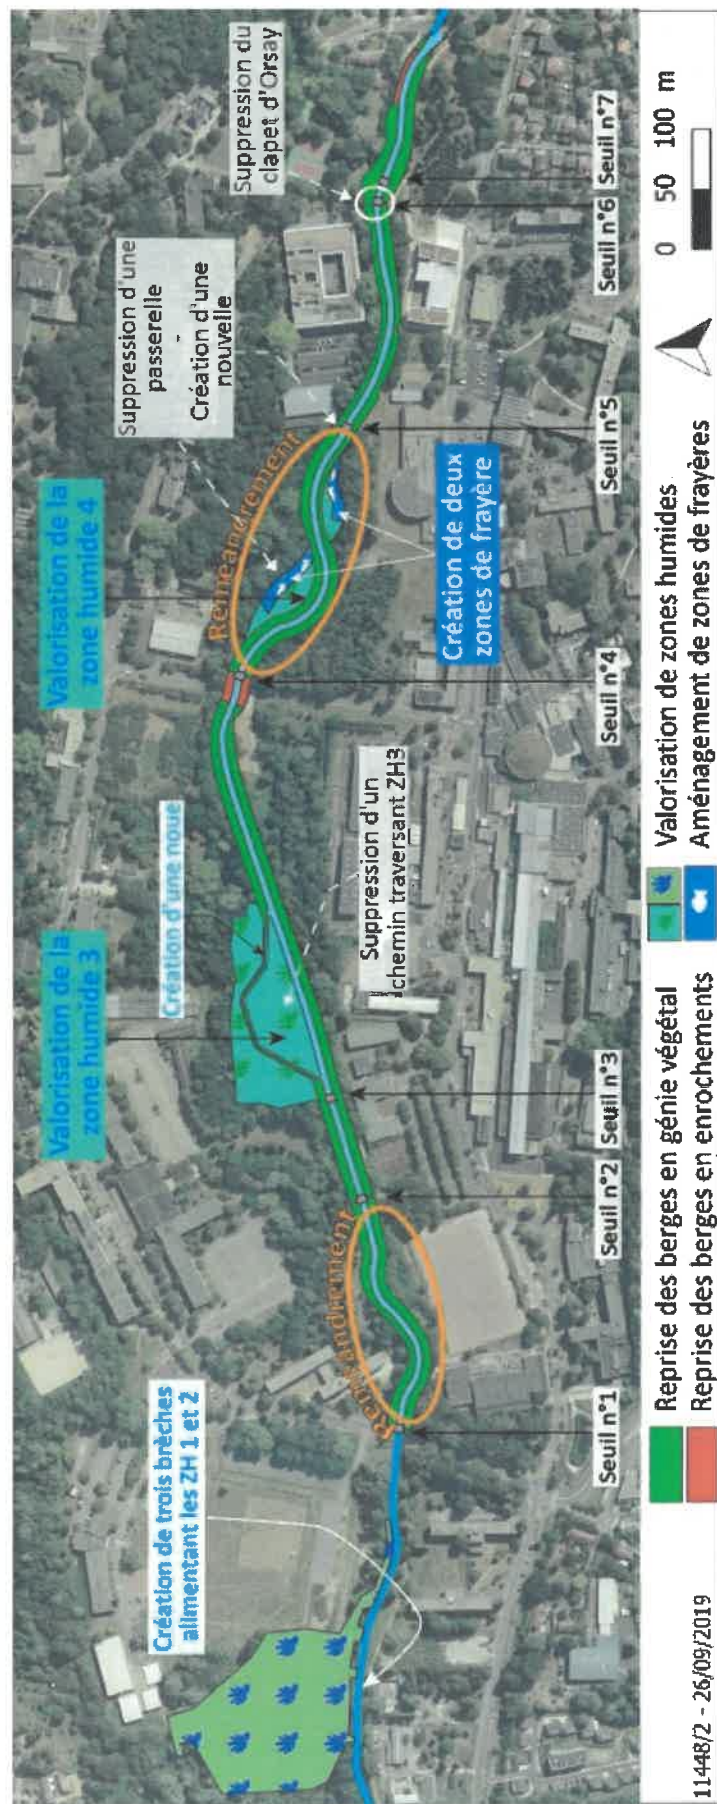 Création de trois brèches
alimentant les ZH 1 et 2
Valorisation de la
zone humide 3
Création d'une noue
Valorisation de la
zone humide 4
Suppression d'une
passerelle
-
Création d'une
nouvelle
Suppression du
clapet d'Orsay
Reméandrement
Reméandrement
Suppression d'un
chemin traversant ZH3
Création de deux
zones de frayère
Seuil n°1
Seuil n°2
Seuil n°3
Seuil n°4
Seuil n°5
Seuil n°6
Seuil n°7
Reprise des berges en génie végétal
Reprise des berges en enrochements
Valorisation de zones humides
Aménagement de zones de frayères
0 50 100 m
11448/2 - 26/09/2019